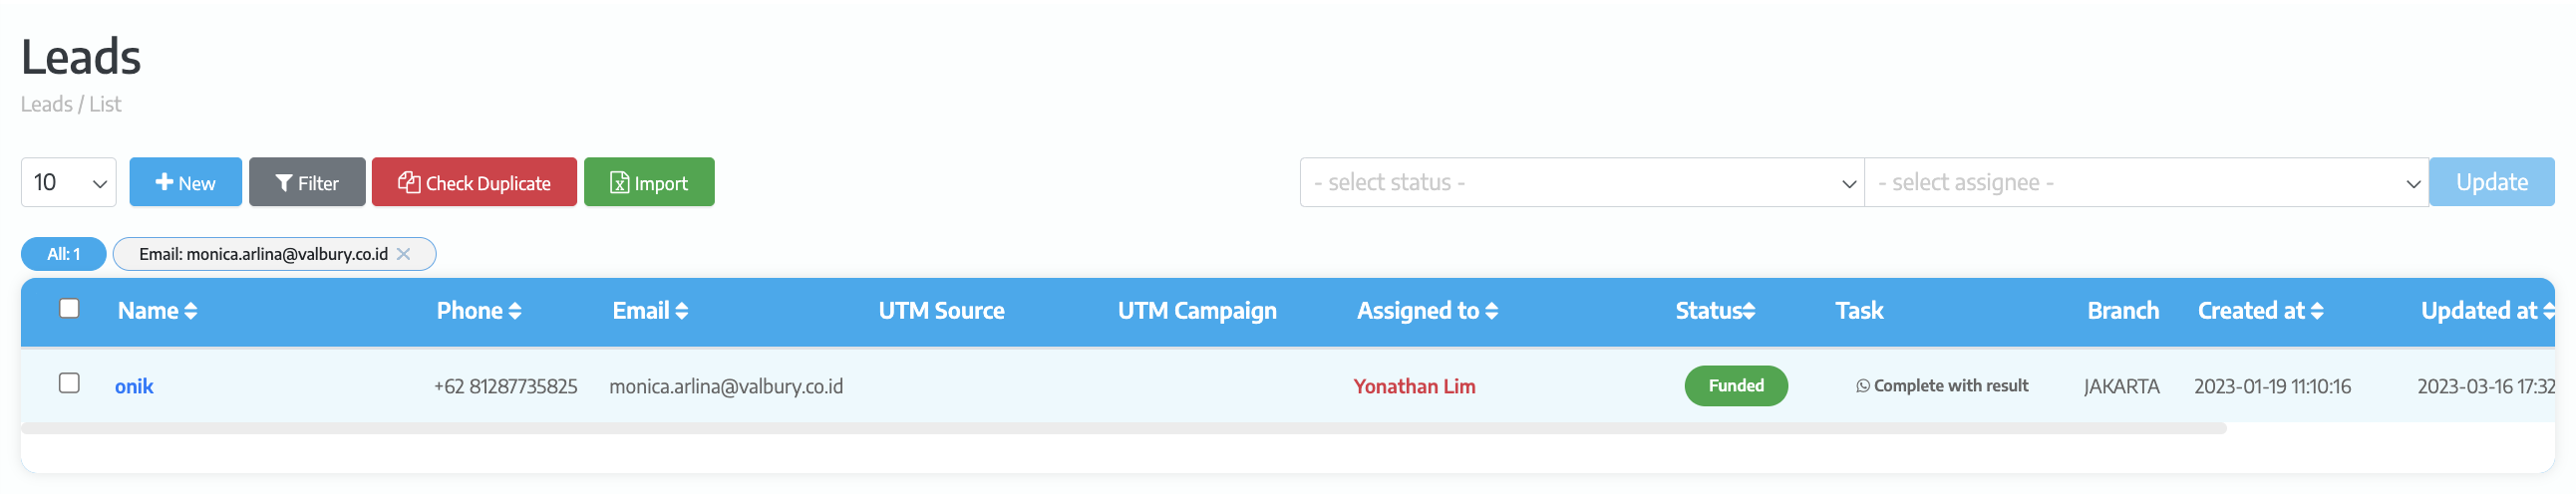 Leads
Leads / List
10 New Filter Check Duplicate Import - select status - - select assignee - Update
All: 1 Email: monica.arlina@valbury.co.id
Name Phone Email UTM Source UTM Campaign Assigned to Status Task Branch Created at Updated at
onik +62 81287735825 monica.arlina@valbury.co.id Yonathan Lim Funded Complete with result JAKARTA 2023-01-19 11:10:16 2023-03-16 17:32